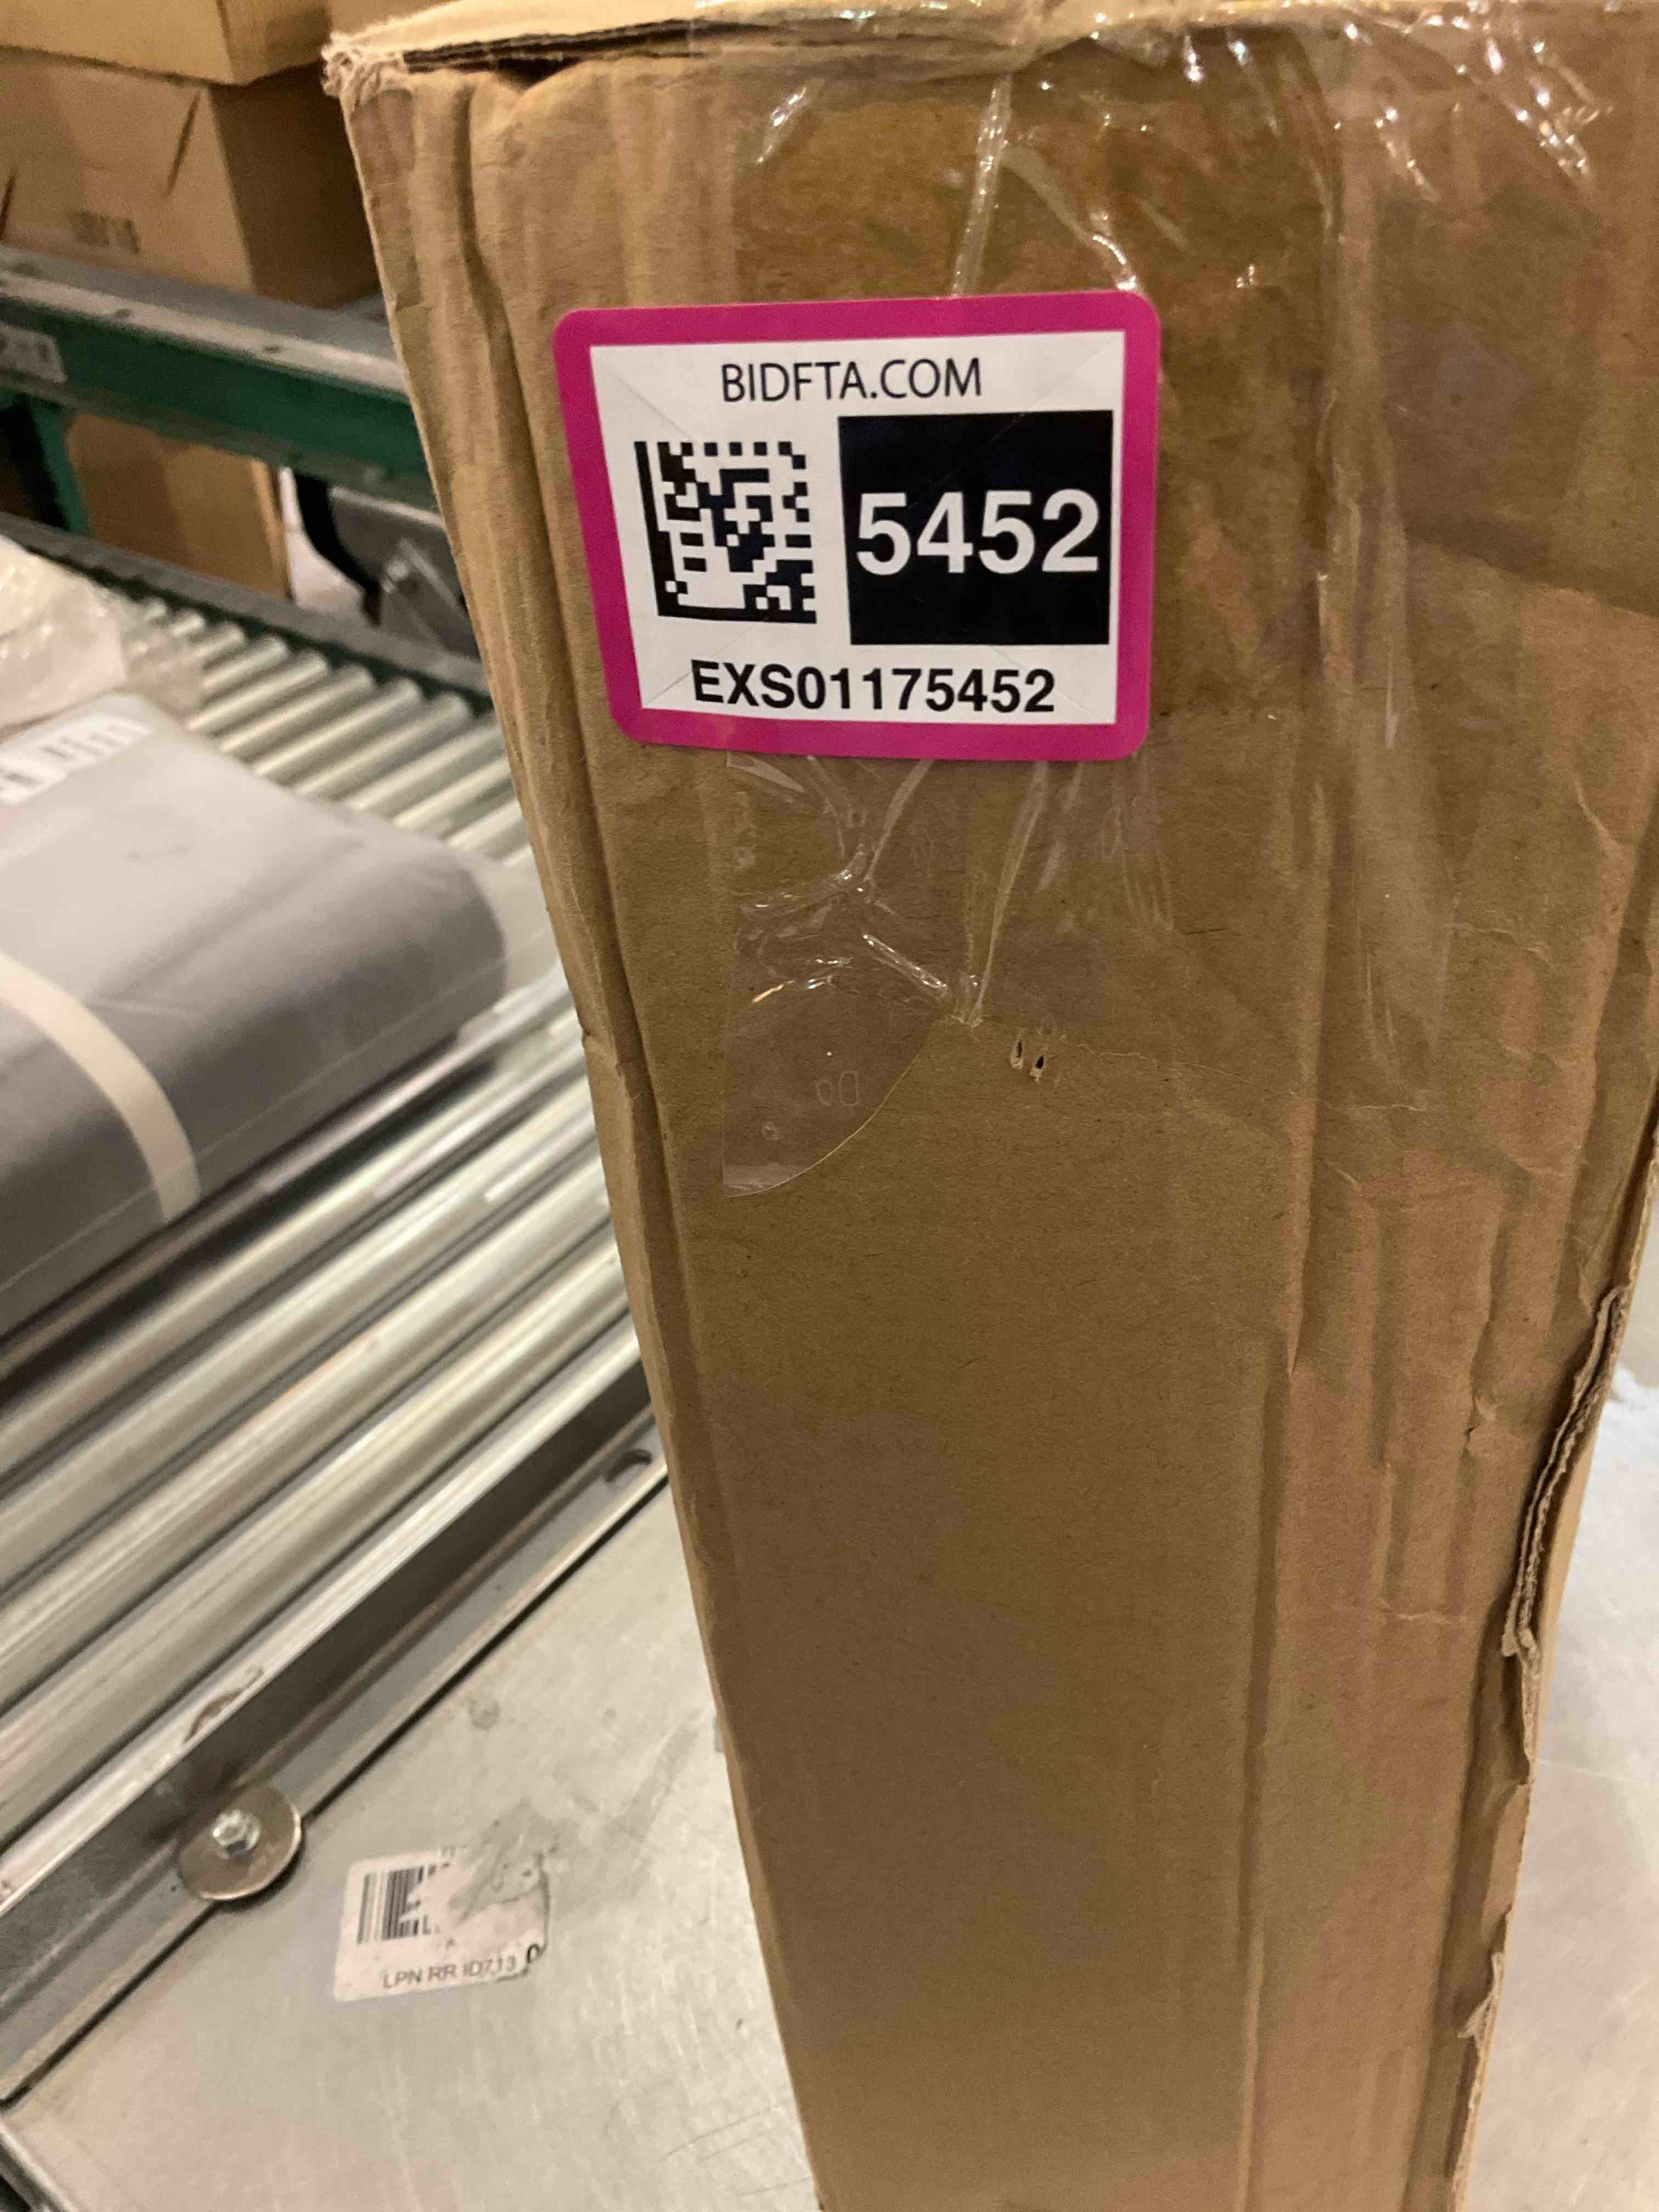 BIDFTA.COM
5452
EXS01175452
LPN RR ID713